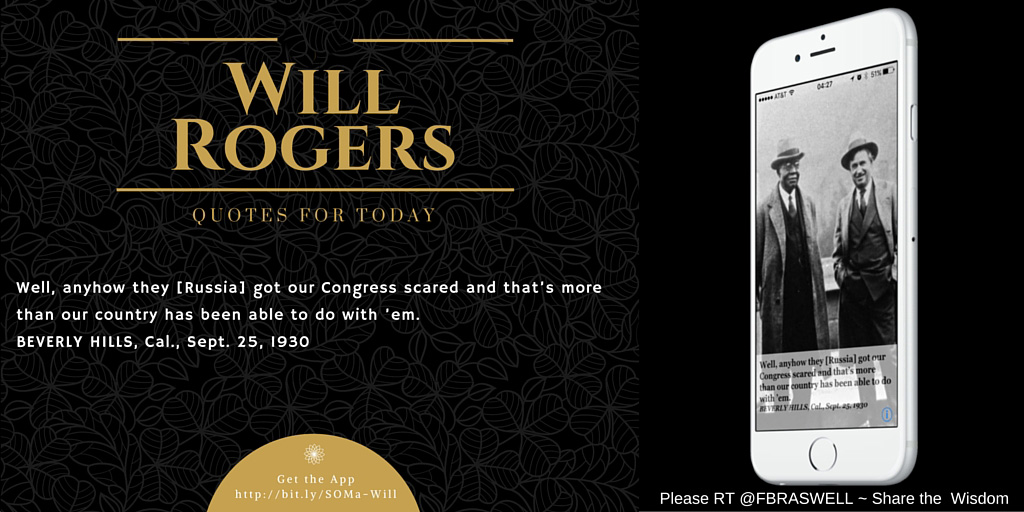 WILL
ROGERS
QUOTES FOR TODAY
Well, anyhow they [Russia] got our Congress scared and that's more
than our country has been able to do with 'em.
BEVERLY HILLS, Cal., Sept. 25, 1930
Get the App
http://bit.ly/SOMa-Will
AT&T 04:27 51%
Well, anyhow they [Russia] got our
Congress scared and that's more
than our country has been able to do
with 'em.
BEVERLY HILLS, Cal., Sept. 25, 1930
Please RT @FBRASWELL ~ Share the  Wisdom